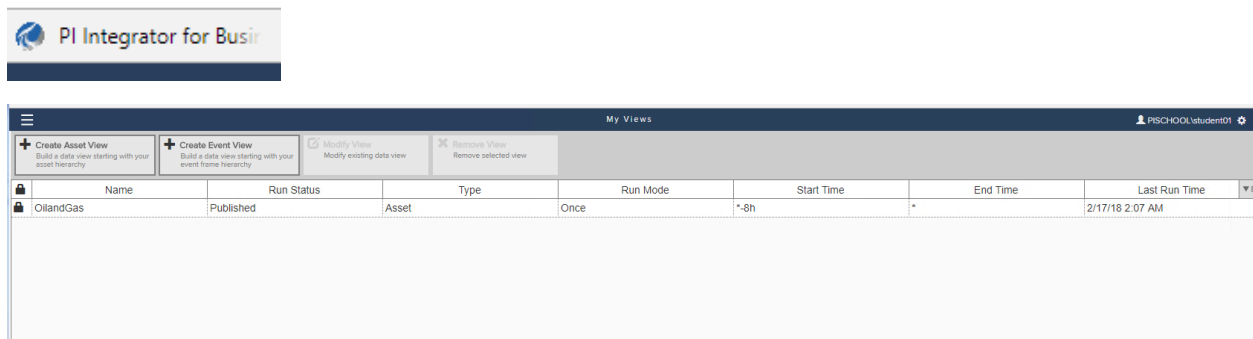 PI Integrator for Busin
My Views
PISCHOOL\student01
Create Asset View
Build a data view starting with your
asset hierarchy
Create Event View
Build a data view starting with your
event frame hierarchy
Modify View
Modify existing data view
Remove View
Remove selected view
Name Run Status Type Run Mode Start Time End Time Last Run Time
OilandGas Published Asset Once *-8h * 2/17/18 2:07 AM